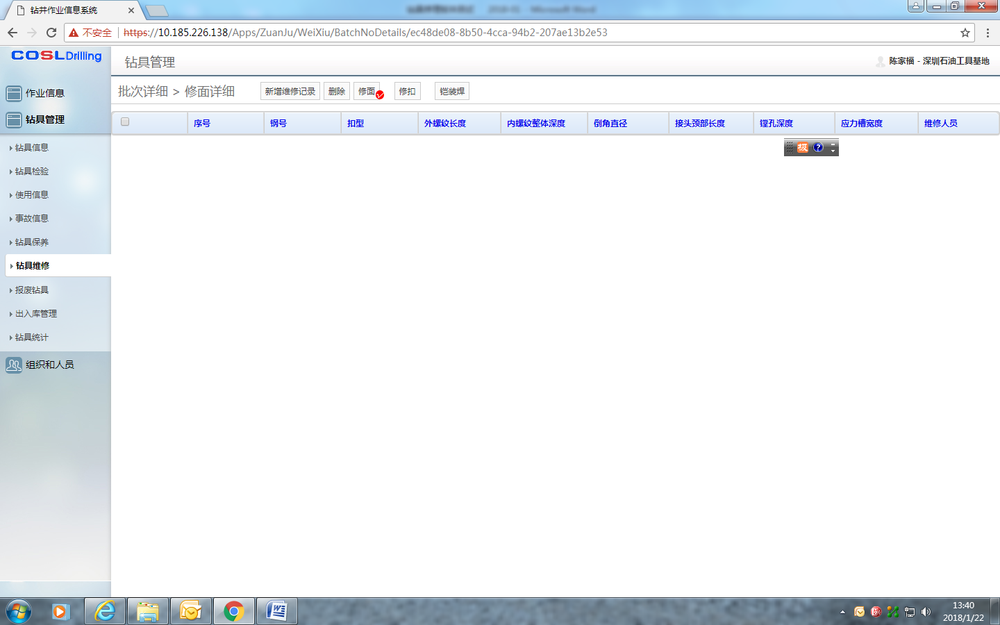 钻井作业信息系统
不安全 https://10.185.226.138/Apps/ZuanJu/WeiXiu/BatchNoDetails/ec48de08-8b50-4cca-94b2-207ae13b2e53
COSL Drilling
钻具管理
陈家福 - 深圳石油工具基地
批次详细 > 修面详细
新增维修记录 删除 修面 修扣 铠装焊
序号 钢号 扣型 外螺纹长度 内螺纹整体深度 倒角直径 接头颈部长度 镗孔深度 应力槽宽度 维修人员
作业信息
钻具管理
钻具信息
钻具检验
使用信息
事故信息
钻具保养
钻具维修
报废钻具
出入库管理
钻具统计
组织和人员
极 ?
13:40
2018/1/22